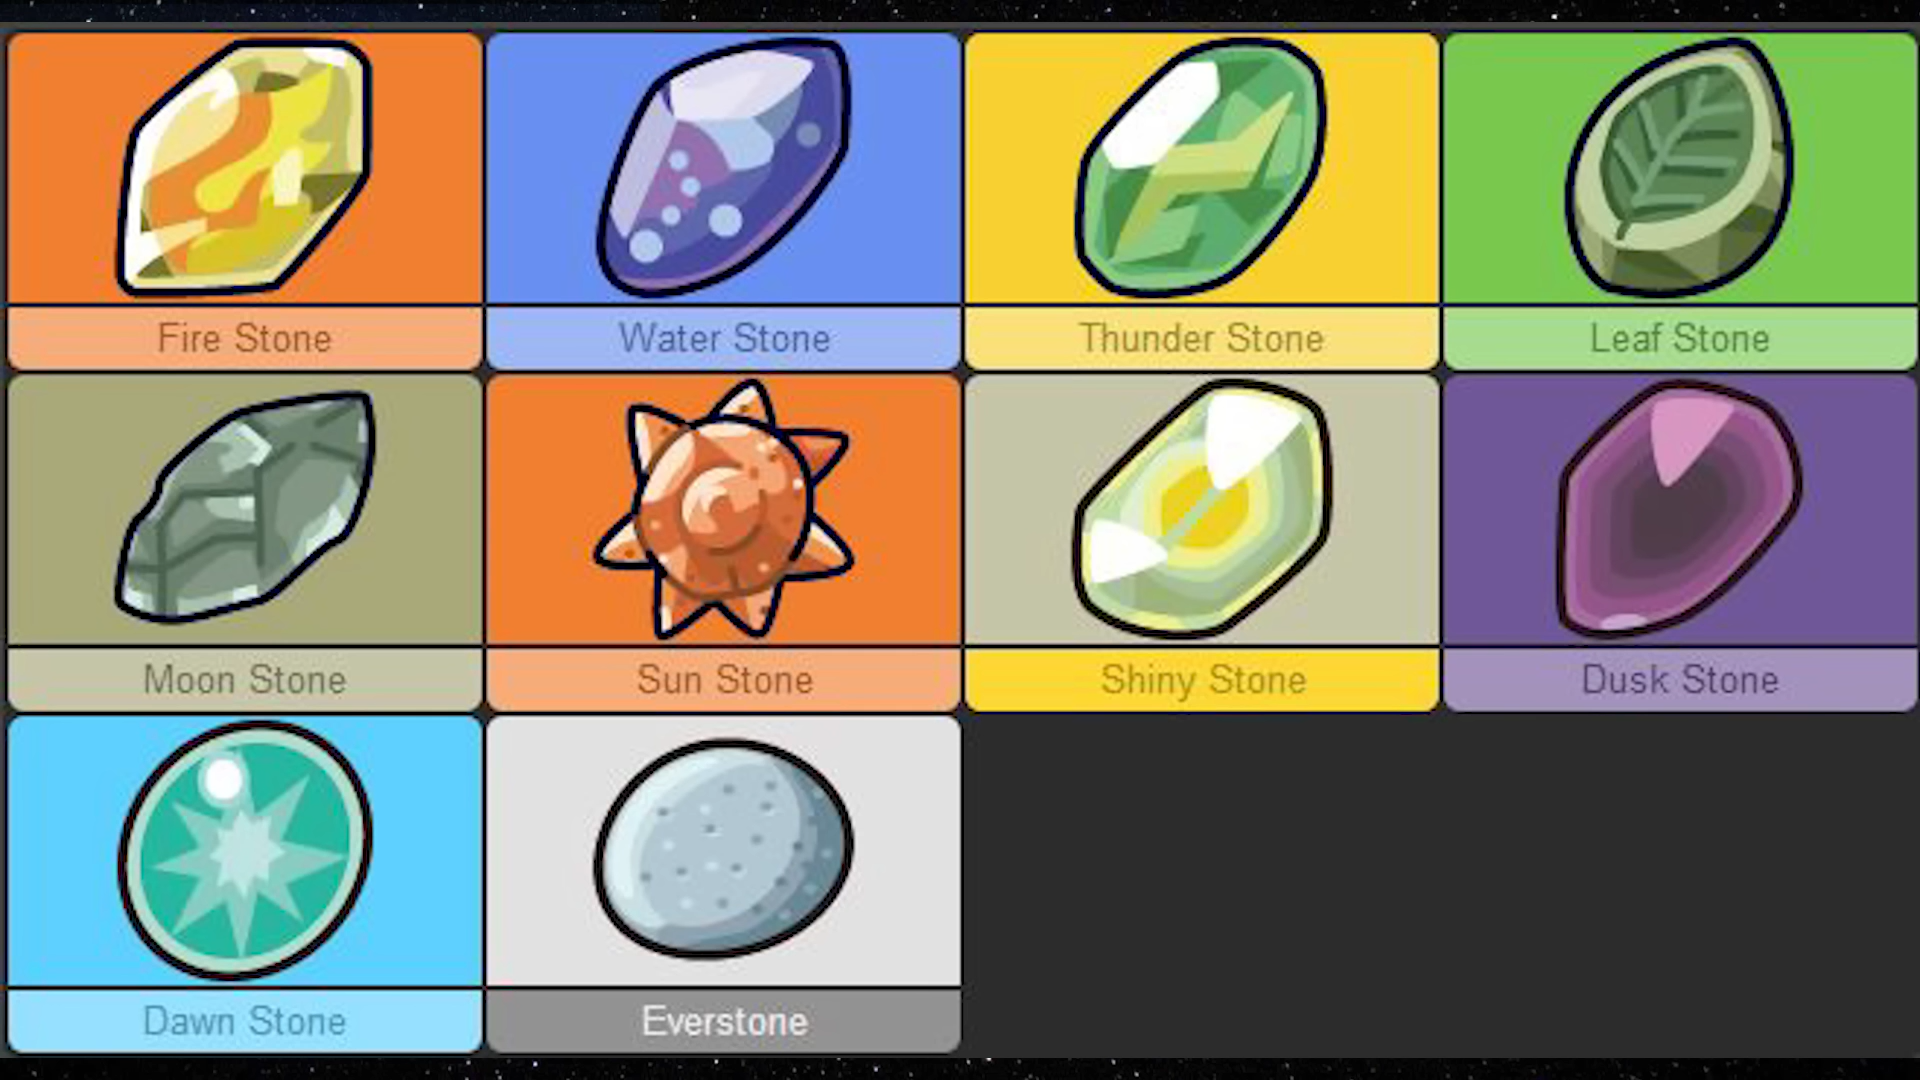 Fire Stone
Water Stone
Thunder Stone
Leaf Stone
Moon Stone
Sun Stone
Shiny Stone
Dusk Stone
Dawn Stone
Everstone